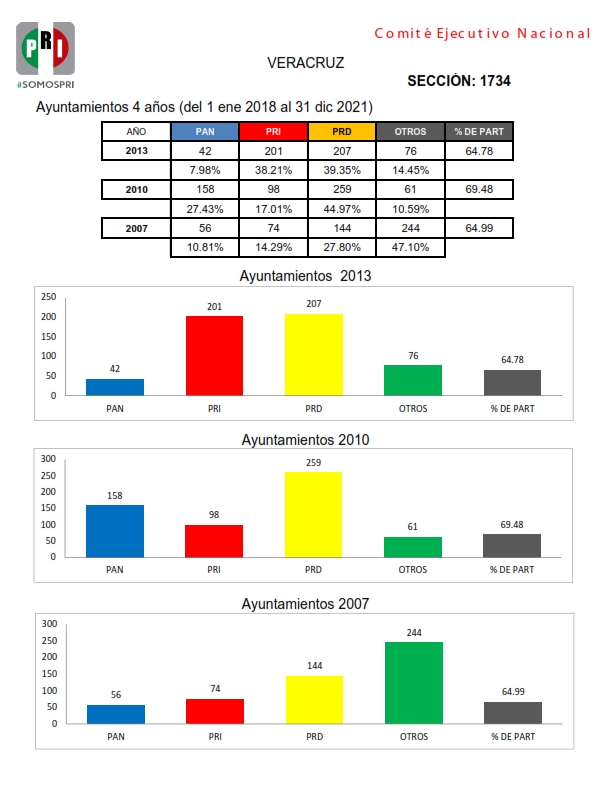 Comité Ejecutivo Nacional
PRI
#SOMOSPRI
VERACRUZ
SECCIÓN: 1734
Ayuntamientos 4 años (del 1 ene 2018 al 31 dic 2021)
AÑO PAN PRI PRD OTROS % DE PART
2013 42 201 207 76 64.78
7.98% 38.21% 39.35% 14.45%
2010 158 98 259 61 69.48
27.43% 17.01% 44.97% 10.59%
2007 56 74 144 244 64.99
10.81% 14.29% 27.80% 47.10%
Ayuntamientos 2013
250
200
150
100
50
0
42 201 207 76 64.78
PAN PRI PRD OTROS % DE PART
Ayuntamientos 2010
300
250
200
150
100
50
0
158 98 259 61 69.48
PAN PRI PRD OTROS % DE PART
Ayuntamientos 2007
300
250
200
150
100
50
0
56 74 144 244 64.99
PAN PRI PRD OTROS % DE PART